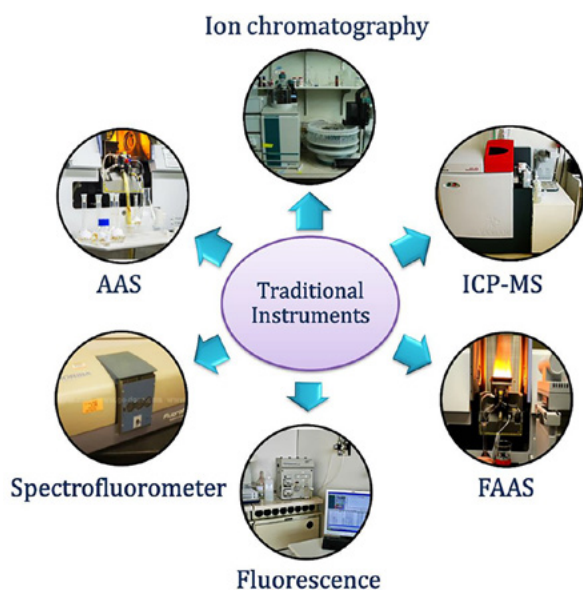 Ion chromatography
AAS
ICP-MS
Traditional
Instruments
Spectrofluorometer
FAAS
Fluorescence